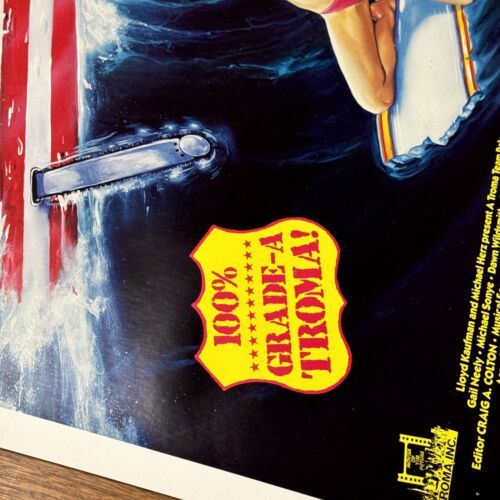 100%
GRADE-A
TROMA!
Lloyd Kaufman and Michael Herz present A Troma Team
Gail Neely • Michael Sonye • Dawn
Editor CRAIG A. COLTON • Musical
TROMA INC.